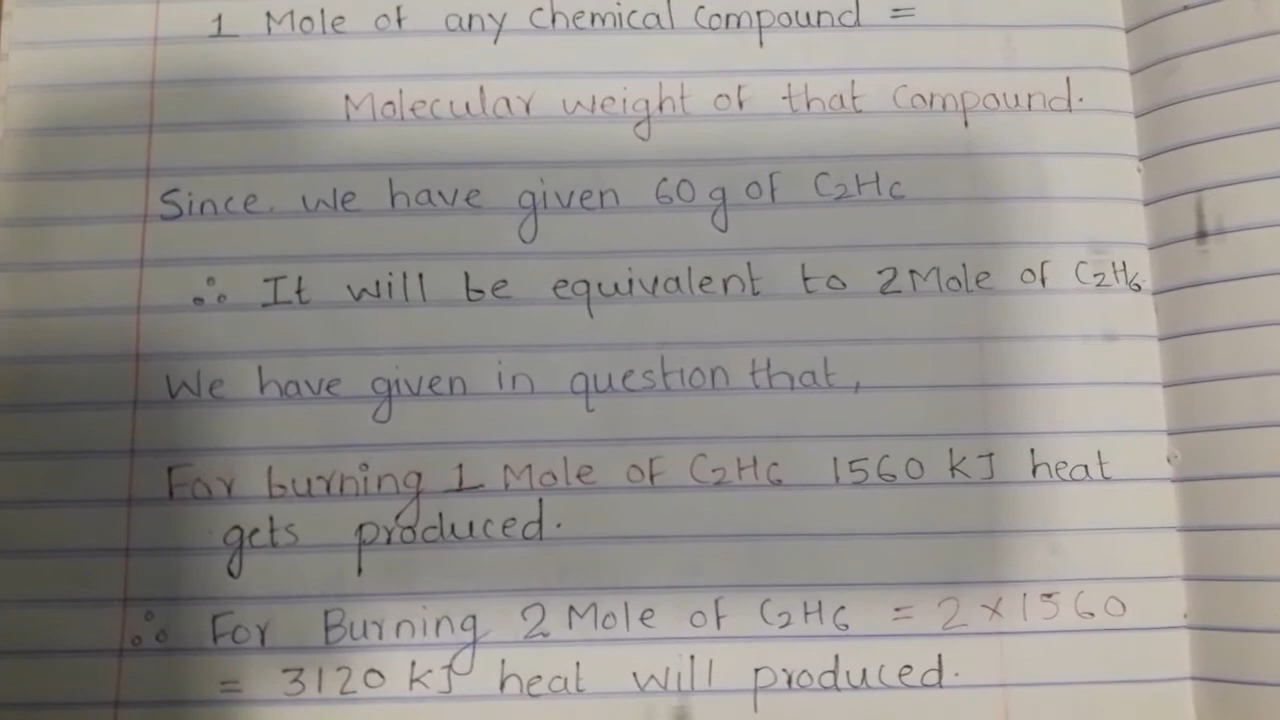 1 Mole of any Chemical Compound =
Molecular weight of that Compound.
Since. We have given 60g of C2H6
∴ It will be equivalent to 2 Mole of C2H6.
We have given in question that,
For burning 1 Mole of C2H6 1560 KJ heat
gets produced.
∴ For Burning 2 Mole of C2H6 = 2×1560
= 3120 KJ heat will produced.